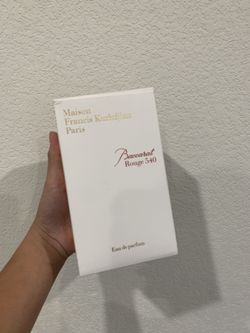 Maison
Francis Kurkdjian
Paris
Baccarat
Rouge 540
Eau de parfum